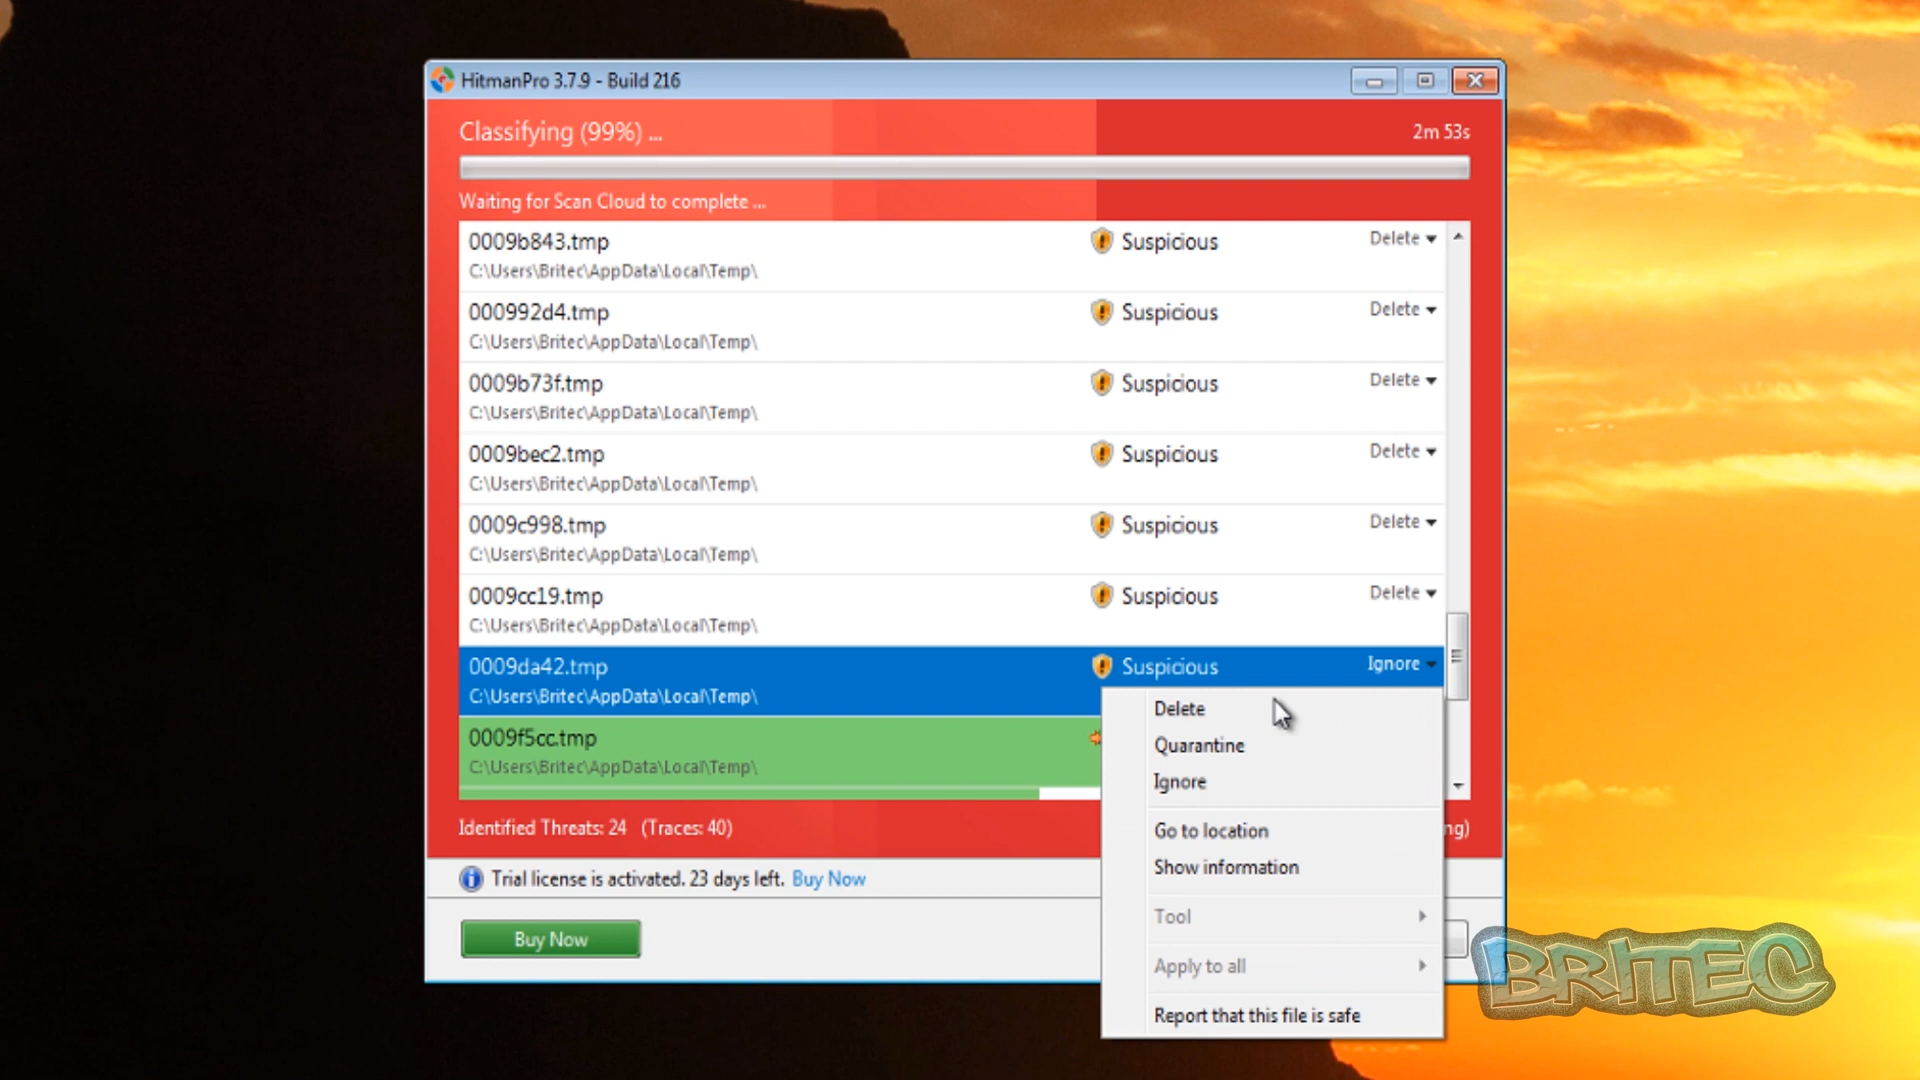 HitmanPro 3.7.9 - Build 216
Classifying (99%) ...
2m 53s
Waiting for Scan Cloud to complete ...
0009b843.tmp
Suspicious
Delete
C:\Users\Britec\AppData\Local\Temp\
000992d4.tmp
Suspicious
Delete
C:\Users\Britec\AppData\Local\Temp\
0009b73f.tmp
Suspicious
Delete
C:\Users\Britec\AppData\Local\Temp\
0009bec2.tmp
Suspicious
Delete
C:\Users\Britec\AppData\Local\Temp\
0009c998.tmp
Suspicious
Delete
C:\Users\Britec\AppData\Local\Temp\
0009cc19.tmp
Suspicious
Delete
C:\Users\Britec\AppData\Local\Temp\
0009da42.tmp
Suspicious
Ignore
C:\Users\Britec\AppData\Local\Temp\
0009f5cc.tmp
C:\Users\Britec\AppData\Local\Temp\
Delete
Quarantine
Ignore
Go to location
Show information
Tool
Apply to all
Report that this file is safe
Identified Threats: 24 (Traces: 40)
Trial license is activated. 23 days left. Buy Now
Buy Now
BRITEC